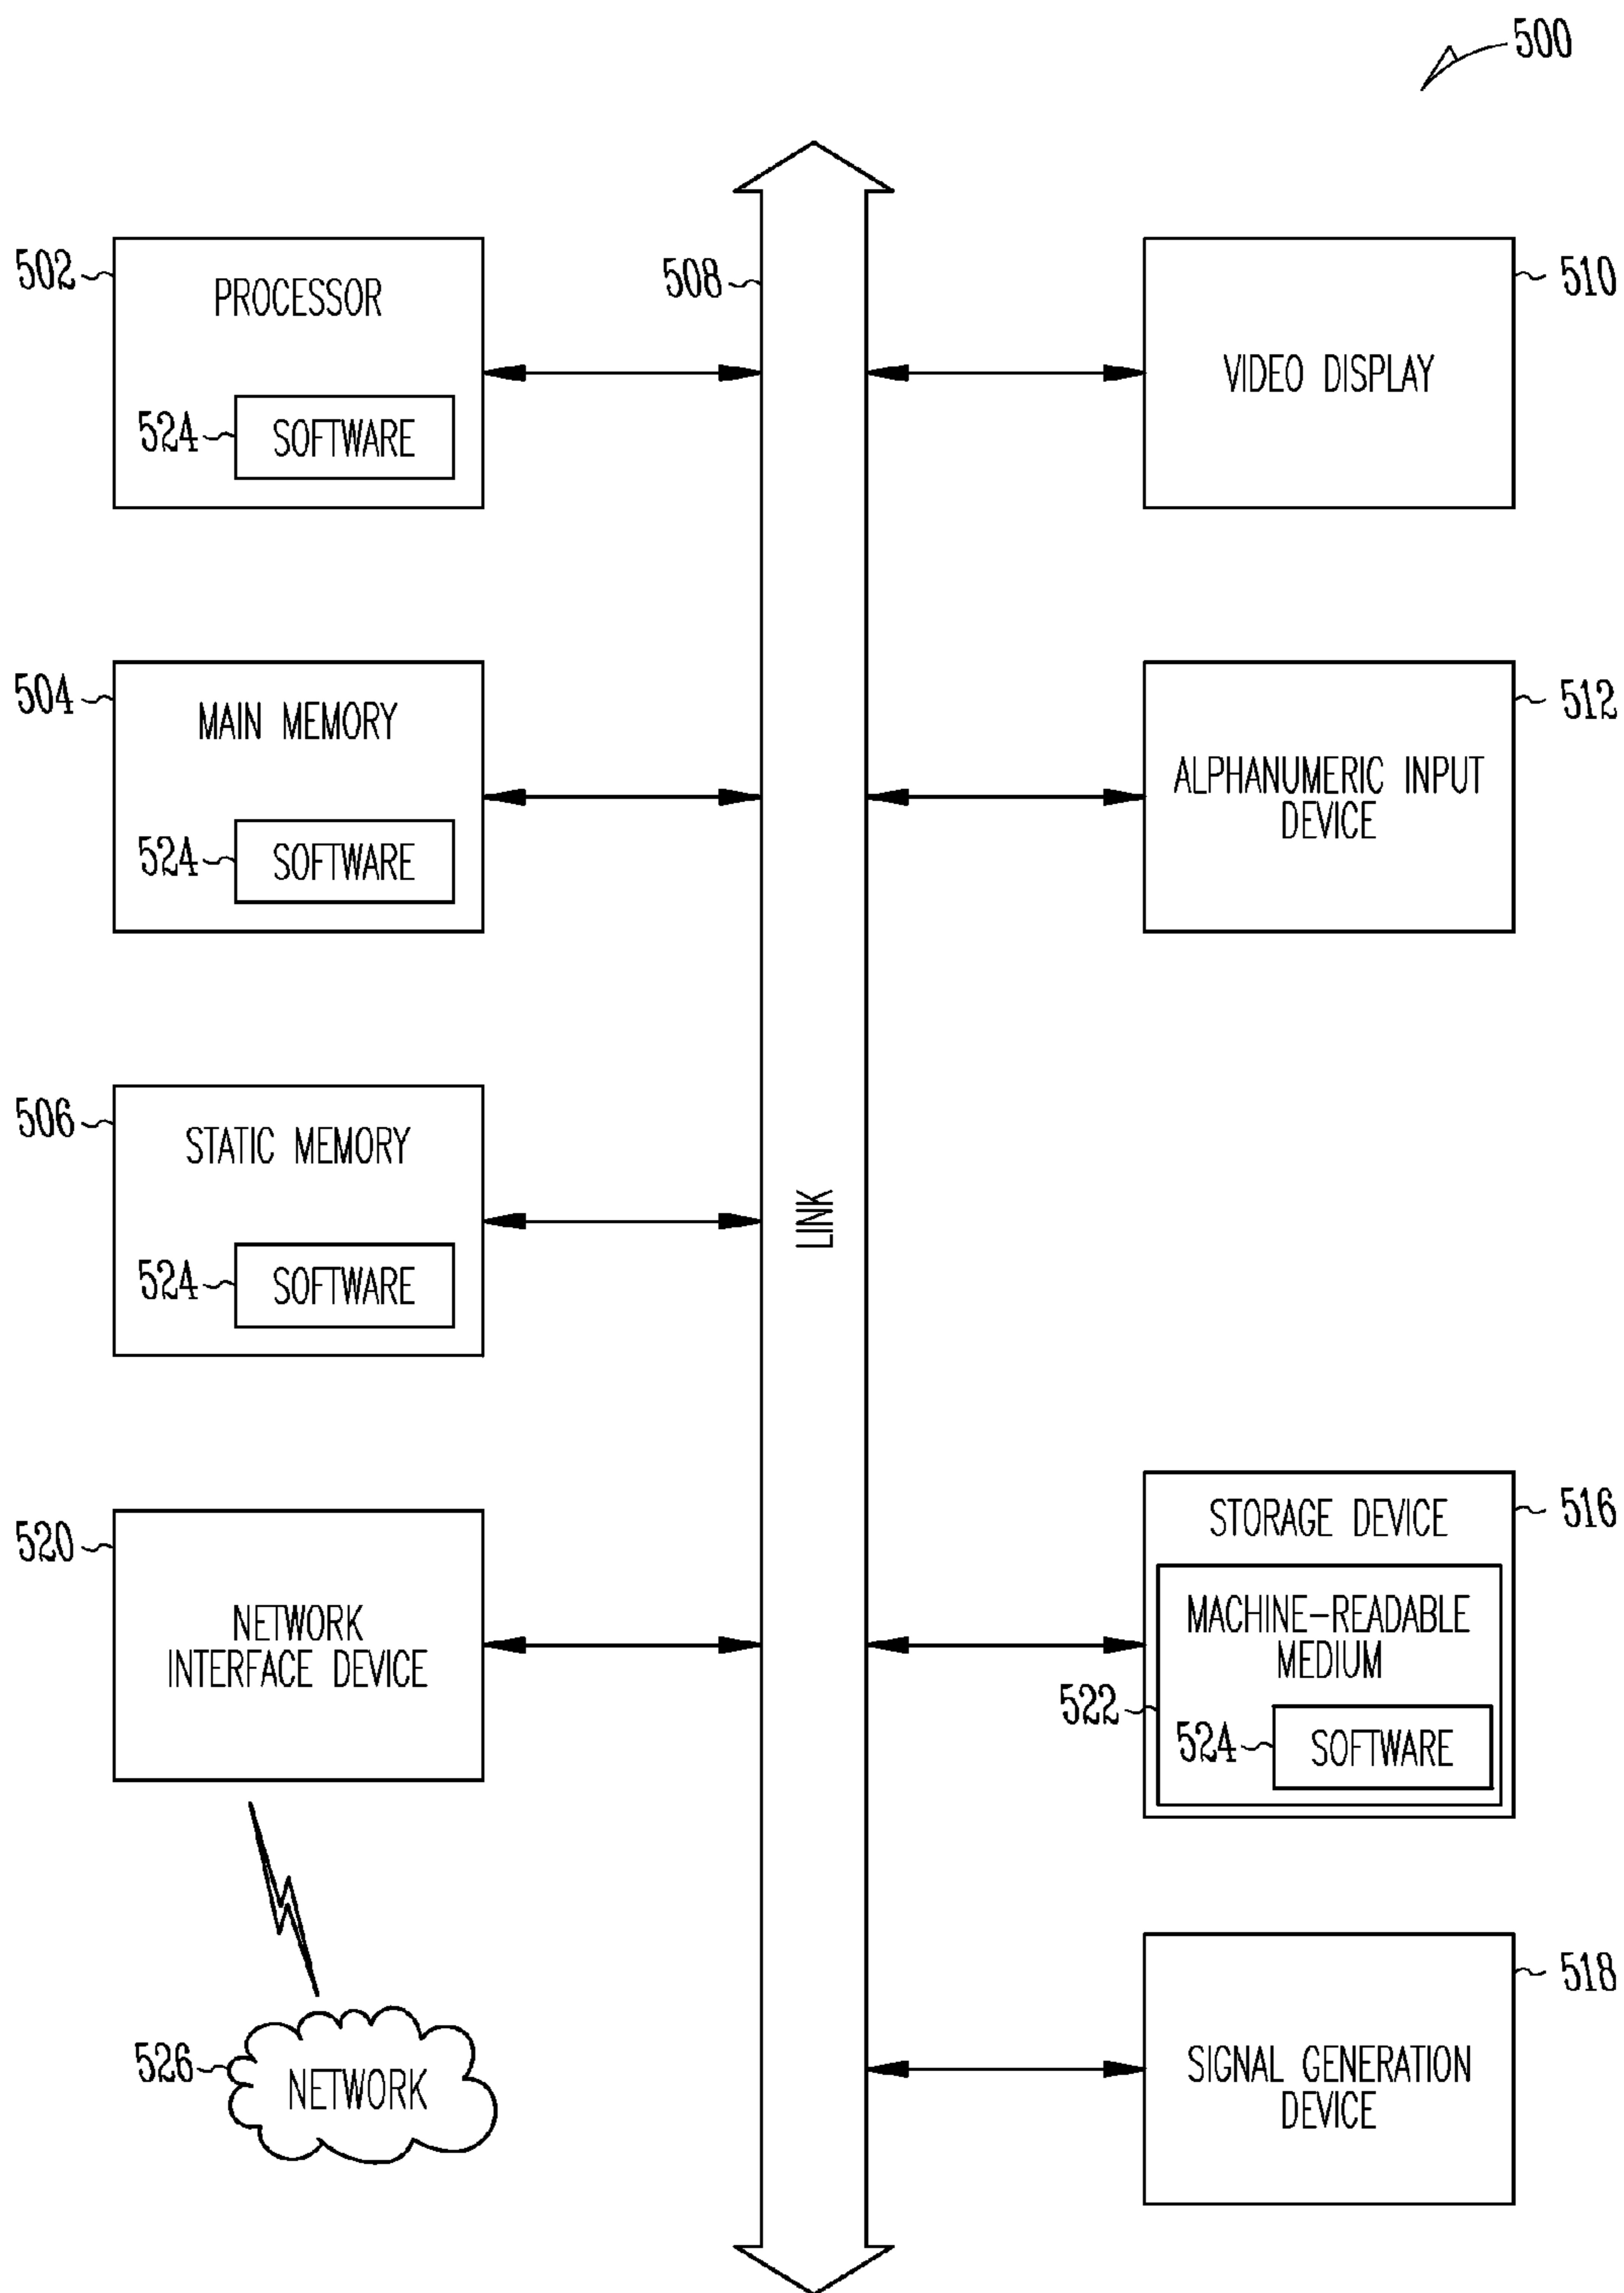 500
502
PROCESSOR
524
SOFTWARE
508
510
VIDEO DISPLAY
504
MAIN MEMORY
524
SOFTWARE
512
ALPHANUMERIC INPUT
DEVICE
506
STATIC MEMORY
524
SOFTWARE
LINK
520
NETWORK
INTERFACE DEVICE
516
STORAGE DEVICE
MACHINE-READABLE
MEDIUM
522
524
SOFTWARE
526
NETWORK
518
SIGNAL GENERATION
DEVICE